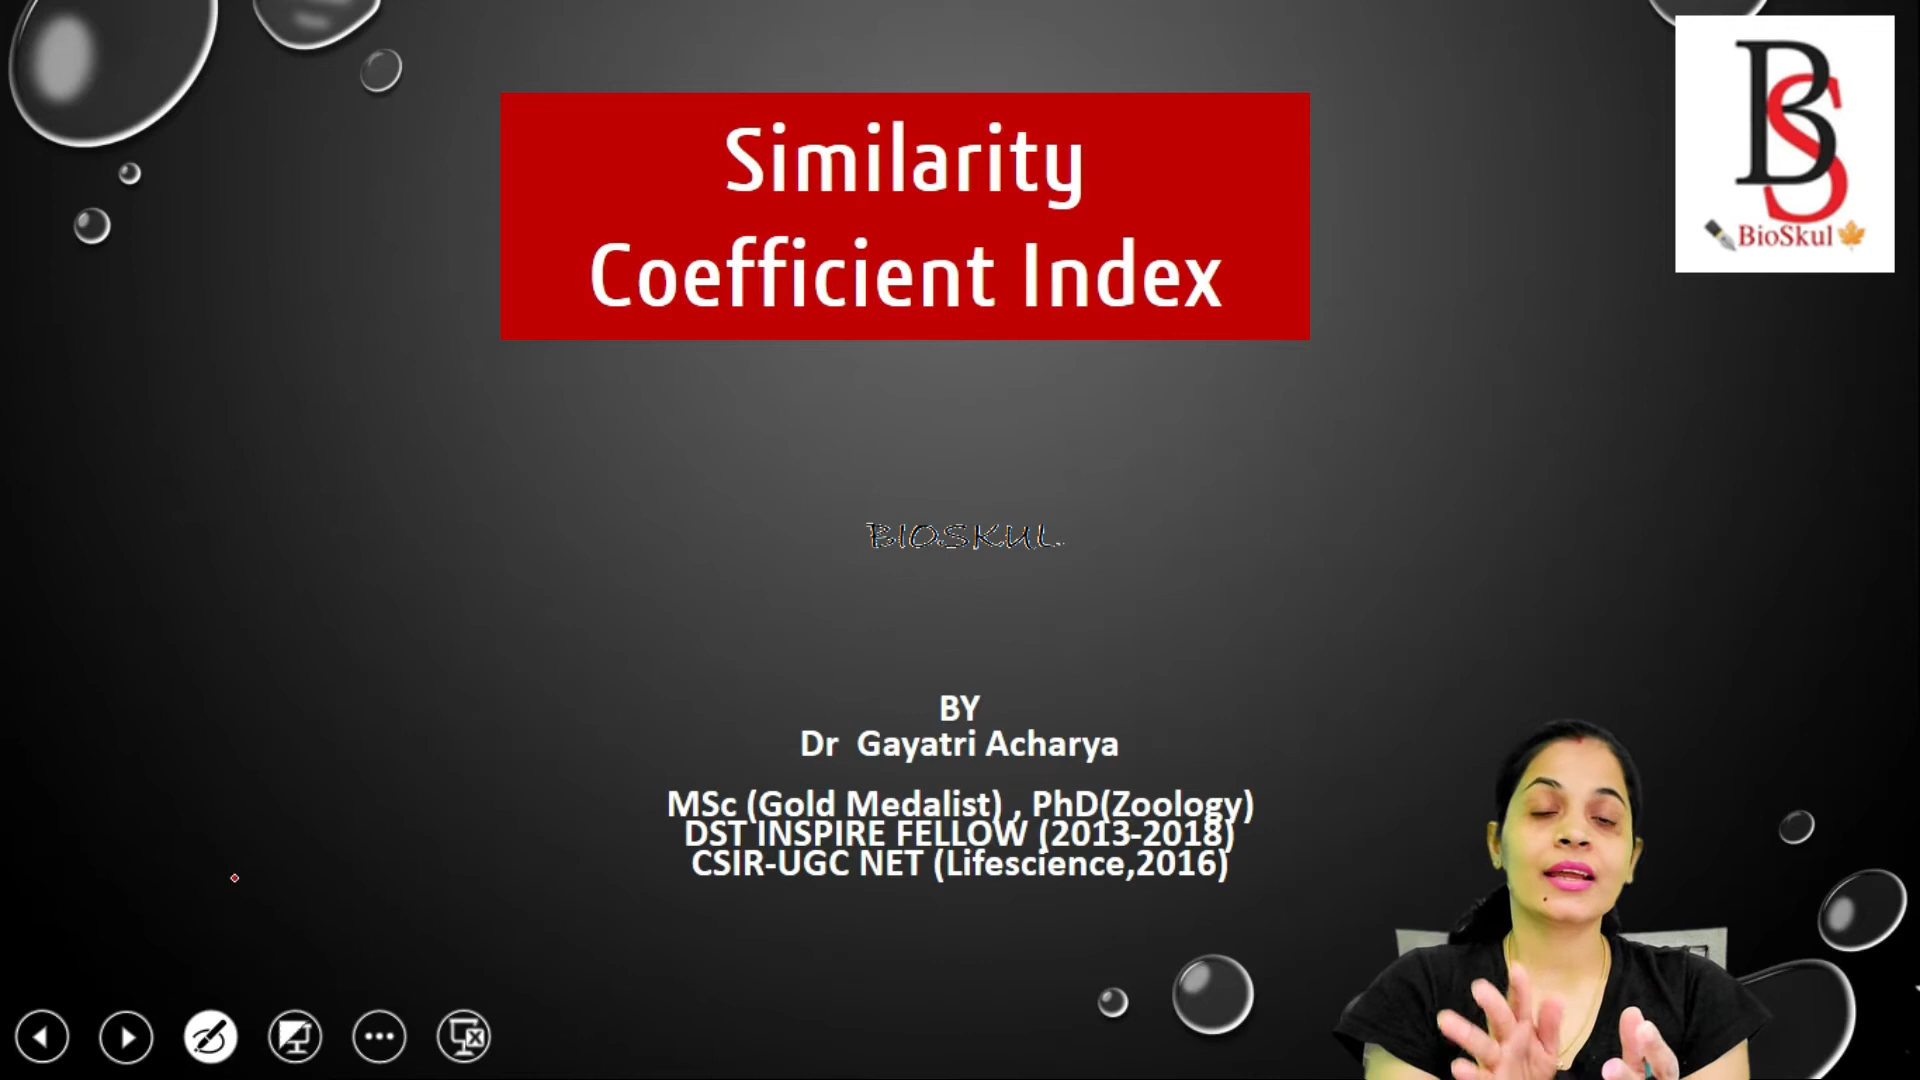 Similarity
Coefficient Index
BS
BioSkul
BIOSKUL
BY
Dr Gayatri Acharya
MSc (Gold Medalist) , PhD(Zoology)
DST INSPIRE FELLOW (2013-2018)
CSIR-UGC NET (Lifescience,2016)